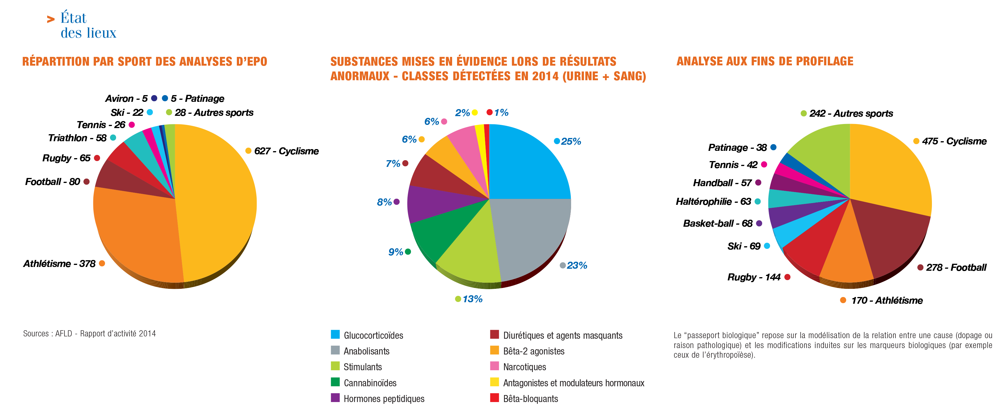 > État
des lieux
RÉPARTITION PAR SPORT DES ANALYSES D’EPO
Aviron - 5
5 - Patinage
Ski - 22
28 - Autres sports
Tennis - 26
Triathlon - 58
627 - Cyclisme
Rugby - 65
Football - 80
Athlétisme - 378
Sources : AFLD - Rapport d’activité 2014
SUBSTANCES MISES EN ÉVIDENCE LORS DE RÉSULTATS
ANORMAUX - CLASSES DÉTECTÉES EN 2014 (URINE + SANG)
2%
1%
6%
6%
25%
7%
8%
9%
23%
13%
Glucocorticoïdes
Anabolisants
Stimulants
Cannabinoïdes
Hormones peptidiques
Diurétiques et agents masquants
Bêta-2 agonistes
Narcotiques
Antagonistes et modulateurs hormonaux
Bêta-bloquants
ANALYSE AUX FINS DE PROFILAGE
242 - Autres sports
475 - Cyclisme
Patinage - 38
Tennis - 42
Handball - 57
Haltérophilie - 63
Basket-ball - 68
Ski - 69
278 - Football
Rugby - 144
170 - Athlétisme
Le “passeport biologique” repose sur la modélisation de la relation entre une cause (dopage ou
raison pathologique) et les modifications induites sur les marqueurs biologiques (par exemple
ceux de l’érythropoïèse).